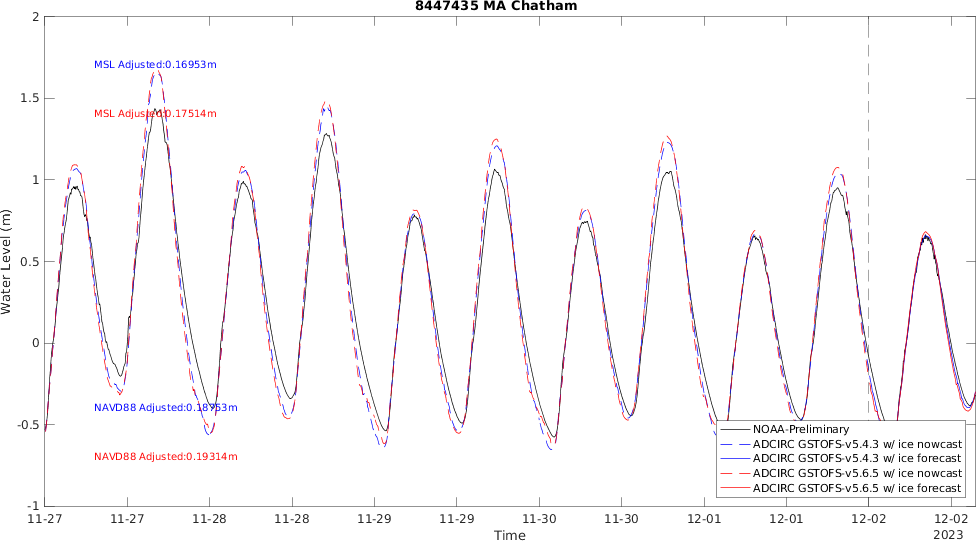 8447435 MA Chatham
2
1.5
1
0.5
0
-0.5
-1
Water Level (m)
MSL Adjusted:0.16953m
MSL Adjusted:0.17514m
NAVD88 Adjusted:0.18753m
NAVD88 Adjusted:0.19314m
NOAA-Preliminary
ADCIRC GSTOFS-v5.4.3 w/ ice nowcast
ADCIRC GSTOFS-v5.4.3 w/ ice forecast
ADCIRC GSTOFS-v5.6.5 w/ ice nowcast
ADCIRC GSTOFS-v5.6.5 w/ ice forecast
11-27 11-27 11-28 11-28 11-29 11-29 11-30 11-30 12-01 12-01 12-02 12-02
Time
2023